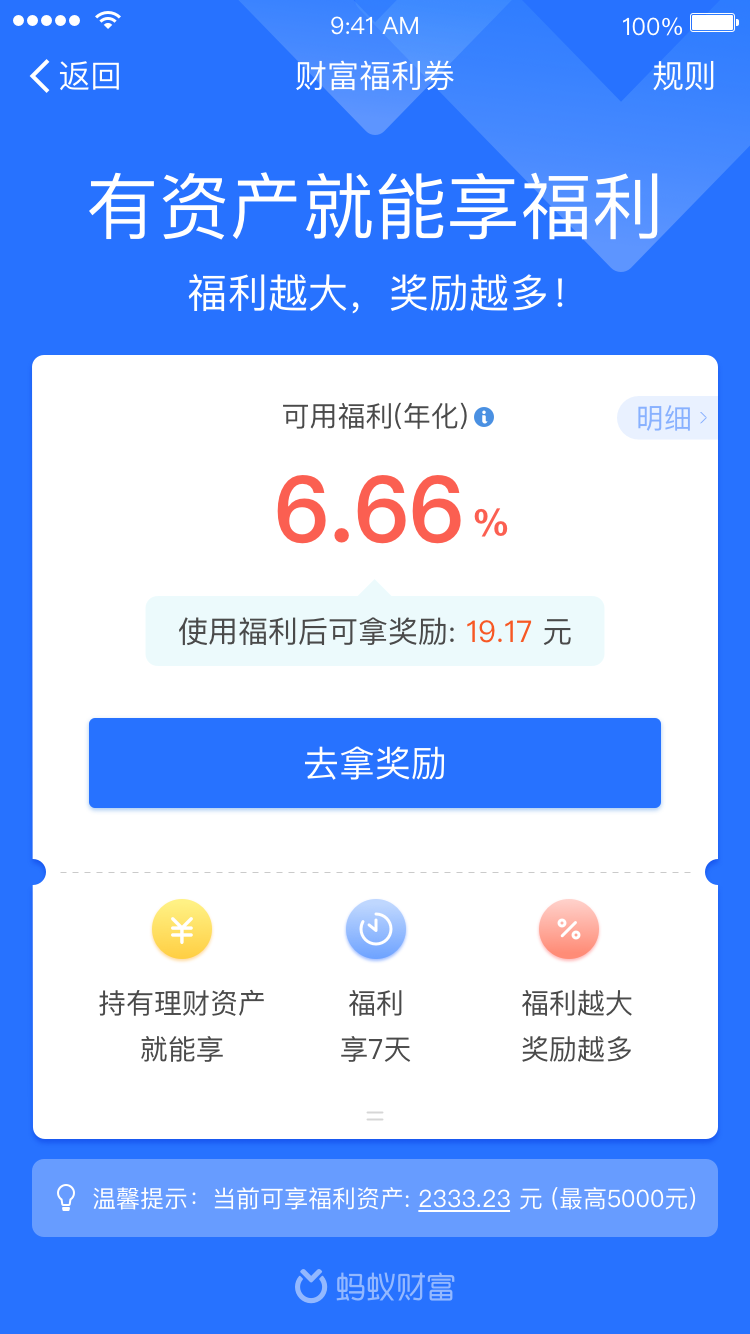 9:41 AM
100%
返回
财富福利券
规则
有资产就能享福利
福利越大，奖励越多！
可用福利(年化)
明细
6.66%
使用福利后可拿奖励: 19.17 元
去拿奖励
¥
%
持有理财资产
就能享
福利
享7天
福利越大
奖励越多
温馨提示：当前可享福利资产: 2333.23 元 (最高5000元)
蚂蚁财富